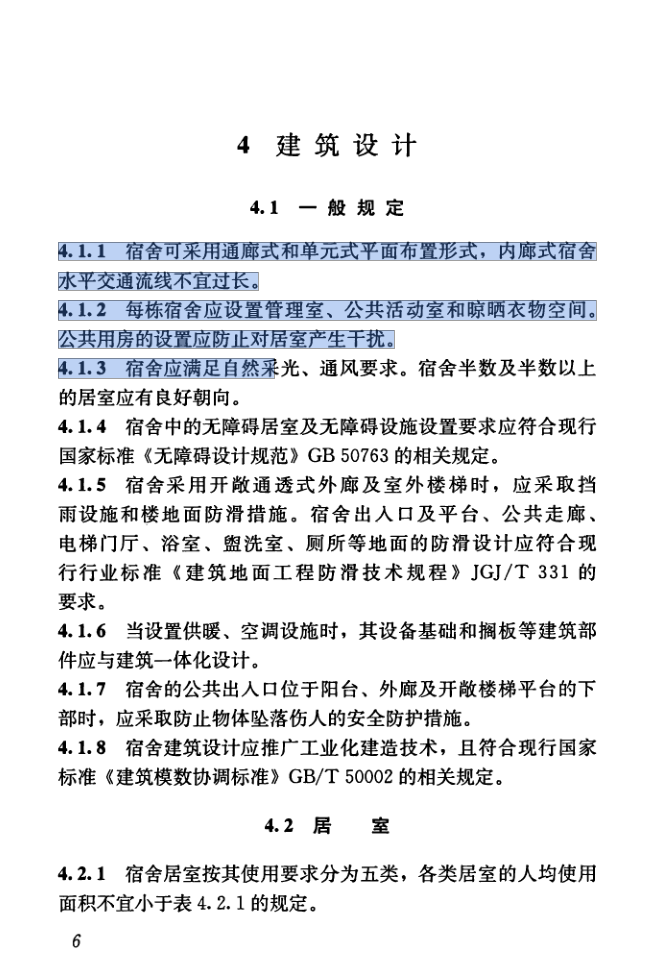 4 建筑设计
4.1 一般规定
4.1.1 宿舍可采用通廊式和单元式平面布置形式，内廊式宿舍
水平交通流线不宜过长。
4.1.2 每栋宿舍应设置管理室、公共活动室和晾晒衣物空间。
公共用房的设置应防止对居室产生干扰。
4.1.3 宿舍应满足自然采光、通风要求。宿舍半数及半数以上
的居室应有良好朝向。
4.1.4 宿舍中的无障碍居室及无障碍设施设置要求应符合现行
国家标准《无障碍设计规范》GB 50763 的相关规定。
4.1.5 宿舍采用开敞通透式外廊及室外楼梯时，应采取挡
雨设施和楼地面防滑措施。宿舍出入口及平台、公共走廊、
电梯门厅、浴室、盥洗室、厕所等地面的防滑设计应符合现
行行业标准《建筑地面工程防滑技术规程》JGJ/T 331 的
要求。
4.1.6 当设置供暖、空调设施时，其设备基础和搁板等建筑部
件应与建筑一体化设计。
4.1.7 宿舍的公共出入口位于阳台、外廊及开敞楼梯平台的下
部时，应采取防止物体坠落伤人的安全防护措施。
4.1.8 宿舍建筑设计应推广工业化建造技术，且符合现行国家
标准《建筑模数协调标准》GB/T 50002 的相关规定。
4.2 居室
4.2.1 宿舍居室按其使用要求分为五类，各类居室的人均使用
面积不宜小于表 4.2.1 的规定。
6